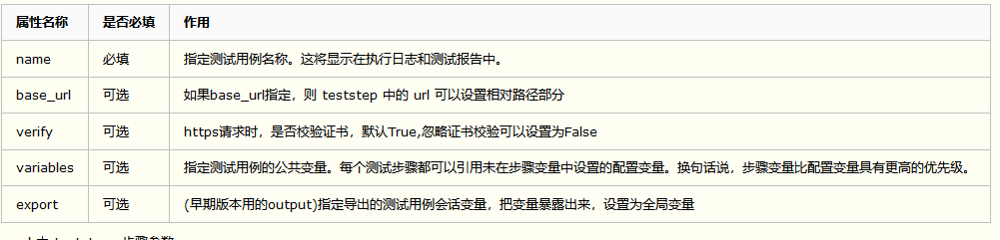 属性名称 是否必填 作用
name 必填 指定测试用例名称。这将显示在执行日志和测试报告中。
base_url 可选 如果base_url指定，则 teststep 中的 url 可以设置相对路径部分
verify 可选 https请求时，是否校验证书，默认True,忽略证书校验可以设置为False
variables 可选 指定测试用例的公共变量。每个测试步骤都可以引用未在步骤变量中设置的配置变量。换句话说，步骤变量比配置变量具有更高的优先级。
export 可选 (早期版本用的output)指定导出的测试用例会话变量，把变量暴露出来，设置为全局变量